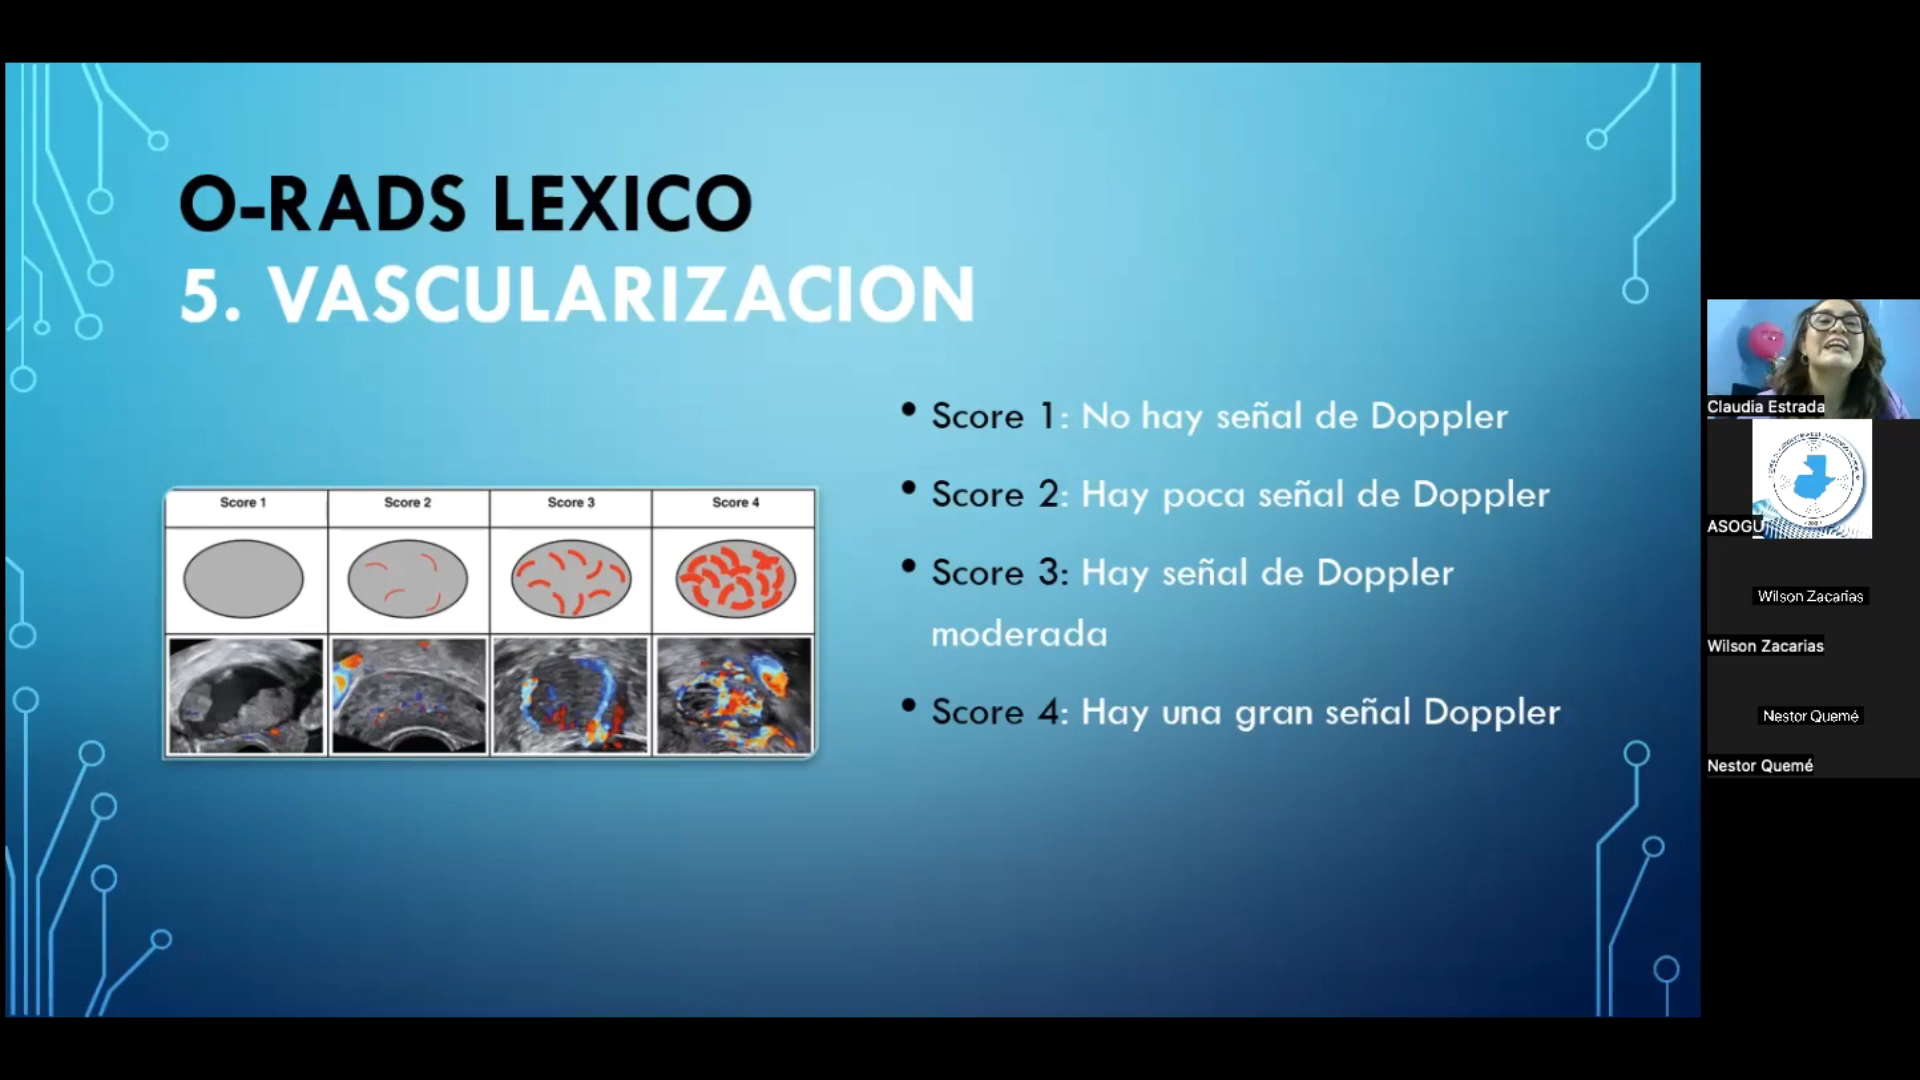 O-RADS LEXICO
5. VASCULARIZACION
Score 1 Score 2 Score 3 Score 4
• Score 1: No hay señal de Doppler
• Score 2: Hay poca señal de Doppler
• Score 3: Hay señal de Doppler
moderada
• Score 4: Hay una gran señal Doppler
Claudia Estrada
ASOGU
Wilson Zacarias
Wilson Zacarias
Nestor Quemé
Nestor Quemé